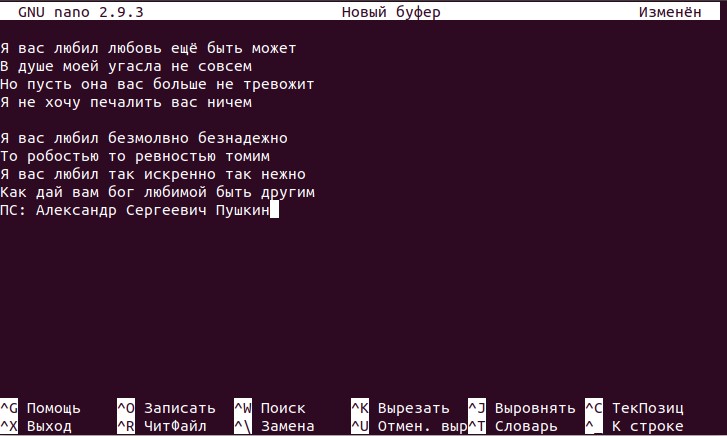 GNU nano 2.9.3 Новый буфер Изменён
Я вас любил любовь ещё быть может
В душе моей угасла не совсем
Но пусть она вас больше не тревожит
Я не хочу печалить вас ничем
Я вас любил безмолвно безнадежно
То робостью то ревностью томим
Я вас любил так искренно так нежно
Как дай вам бог любимой быть другим
ПС: Александр Сергеевич Пушкин
^G Помощь ^O Записать ^W Поиск ^K Вырезать ^J Выровнять ^C ТекПозиц
^X Выход ^R ЧитФайл ^\ Замена ^U Отмен. выр^T Словарь ^_ К строке